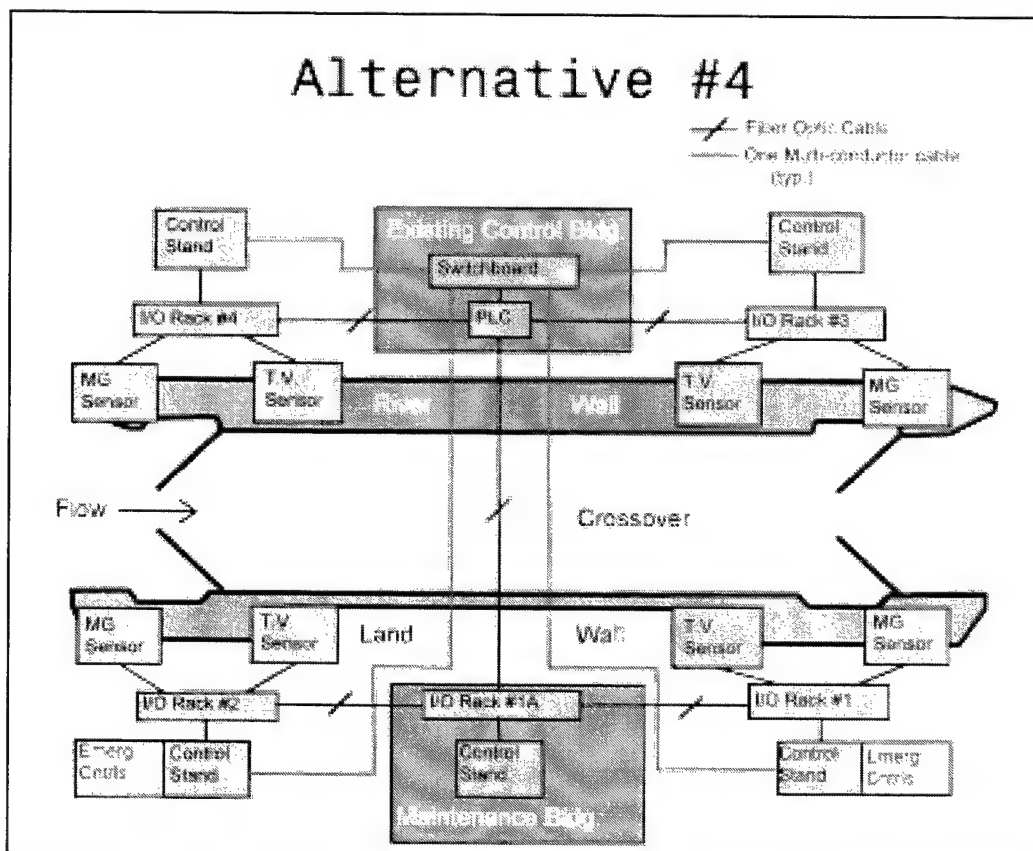 Alternative #4
Fiber Optic Cable
One Multi-conductor cable
(typ.)
Control
Stand
Existing Control Bldg
Switchboard
Control
Stand
I/O Rack #4
PLC
I/O Rack #3
MG
Sensor
T.V.
Sensor
River
Wall
T.V.
Sensor
MG
Sensor
Flow
Crossover
MG
Sensor
T.V.
Sensor
Land
Wall
T.V.
Sensor
MG
Sensor
I/O Rack #2
I/O Rack #1A
I/O Rack #1
Emerg
Cntrls
Control
Stand
Control
Stand
Control
Stand
Emerg
Cntrls
Maintenance Bldg.